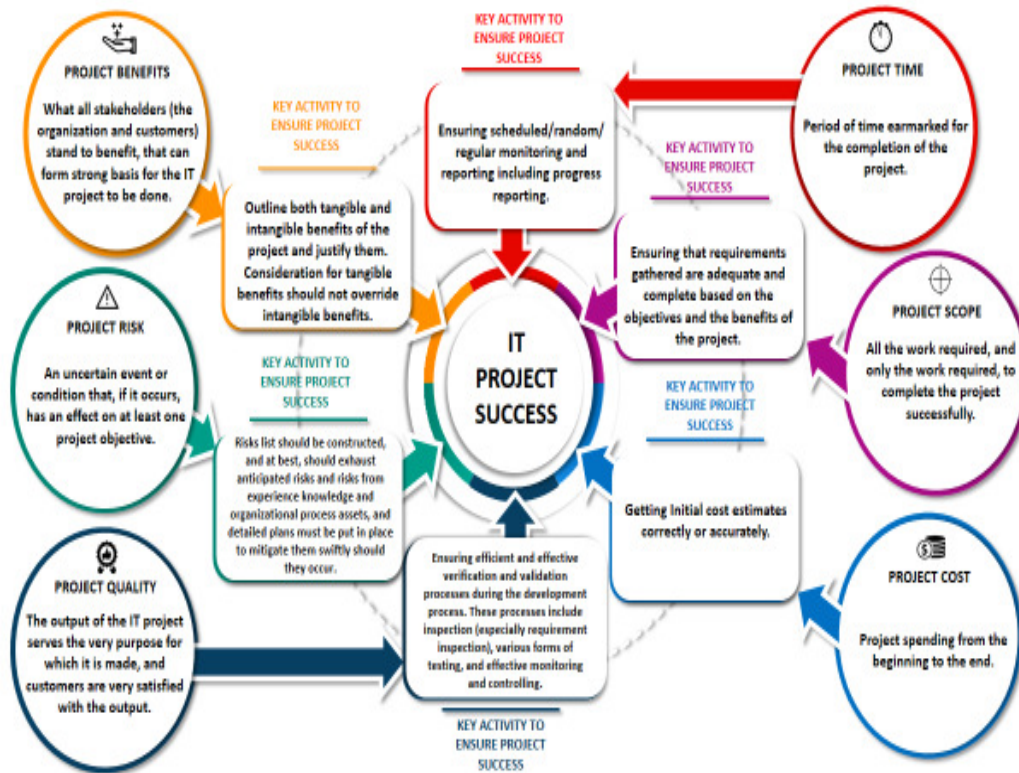 PROJECT BENEFITS
What all stakeholders (the
organization and customers)
stand to benefit, that can
form strong basis for the IT
project to be done.
KEY ACTIVITY TO
ENSURE PROJECT
SUCCESS
Outline both tangible and
intangible benefits of the
project and justify them.
Consideration for tangible
benefits should not override
intangible benefits.
KEY ACTIVITY TO
ENSURE PROJECT
SUCCESS
Ensuring scheduled/random/
regular monitoring and
reporting including progress
reporting.
PROJECT TIME
Period of time earmarked for
the completion of the
project.
KEY ACTIVITY TO
ENSURE PROJECT
SUCCESS
Ensuring that requirements
gathered are adequate and
complete based on the
objectives and the benefits of
the project.
PROJECT SCOPE
All the work required, and
only the work required, to
complete the project
successfully.
IT
PROJECT
SUCCESS
PROJECT RISK
An uncertain event or
condition that, if it occurs,
has an effect on at least one
project objective.
KEY ACTIVITY TO
ENSURE PROJECT
SUCCESS
Risks list should be constructed,
and at best, should exhaust
anticipated risks and risks from
experience knowledge and
organizational process assets, and
detailed plans must be put in place
to mitigate them swiftly should
they occur.
KEY ACTIVITY TO
ENSURE PROJECT
SUCCESS
Getting Initial cost estimates
correctly or accurately.
PROJECT COST
Project spending from the
beginning to the end.
PROJECT QUALITY
The output of the IT project
serves the very purpose for
which it is made, and
customers are very satisfied
with the output.
Ensuring efficient and effective
verification and validation
processes during the development
process. These processes include
inspection (especially requirement
inspection), various forms of
testing, and effective monitoring
and controlling.
KEY ACTIVITY TO
ENSURE PROJECT
SUCCESS